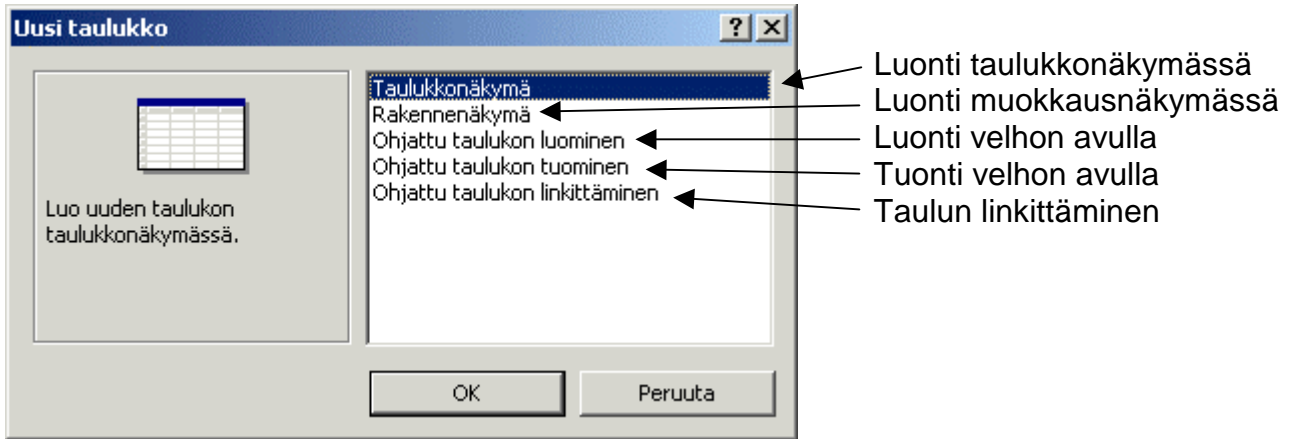 Uusi taulukko
Taulukkonäkymä
Rakennenäkymä
Ohjattu taulukon luominen
Ohjattu taulukon tuominen
Ohjattu taulukon linkittäminen
Luo uuden taulukon
taulukkonäkymässä.
OK
Peruuta
Luonti taulukkonäkymässä
Luonti muokkausnäkymässä
Luonti velhon avulla
Tuonti velhon avulla
Taulun linkittäminen